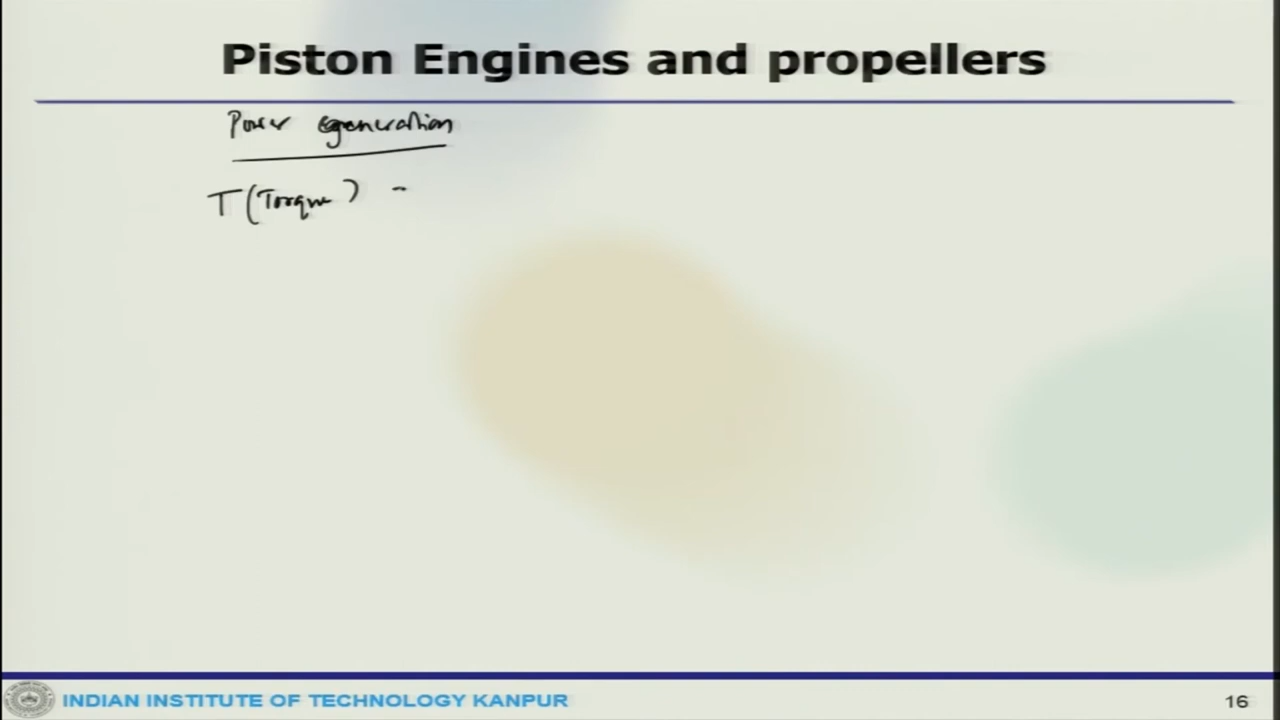 Piston Engines and propellers
Power generation
T (Torque) -
INDIAN INSTITUTE OF TECHNOLOGY KANPUR
16